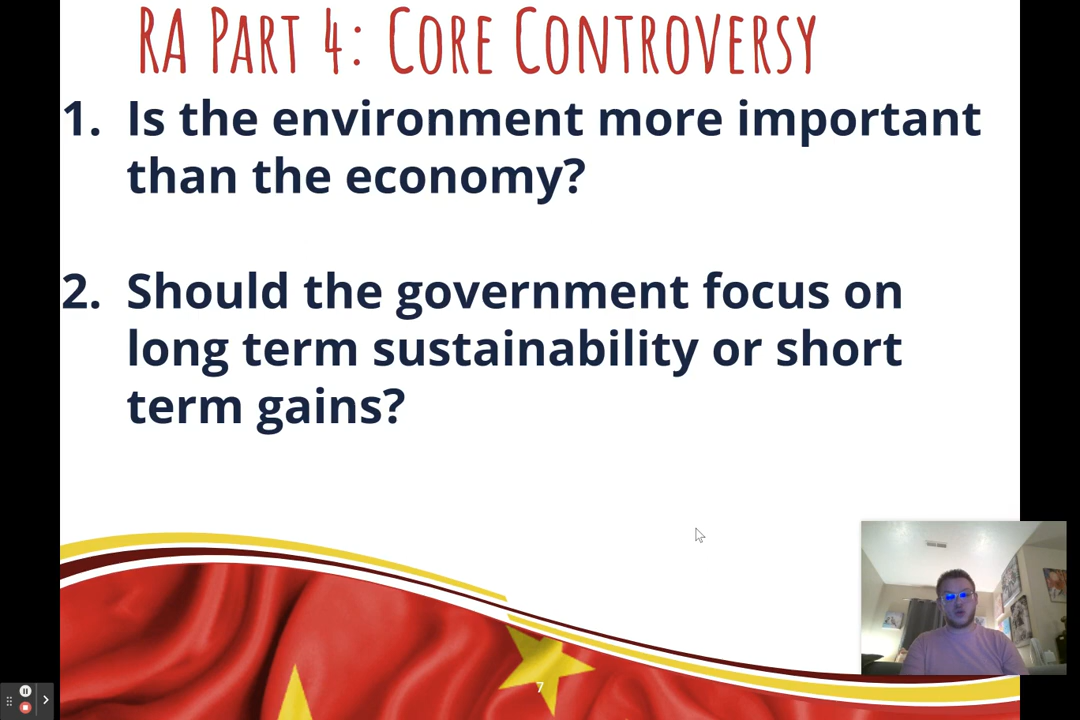 RA Part 4: Core Controversy
1. Is the environment more important
than the economy?
2. Should the government focus on
long term sustainability or short
term gains?
7